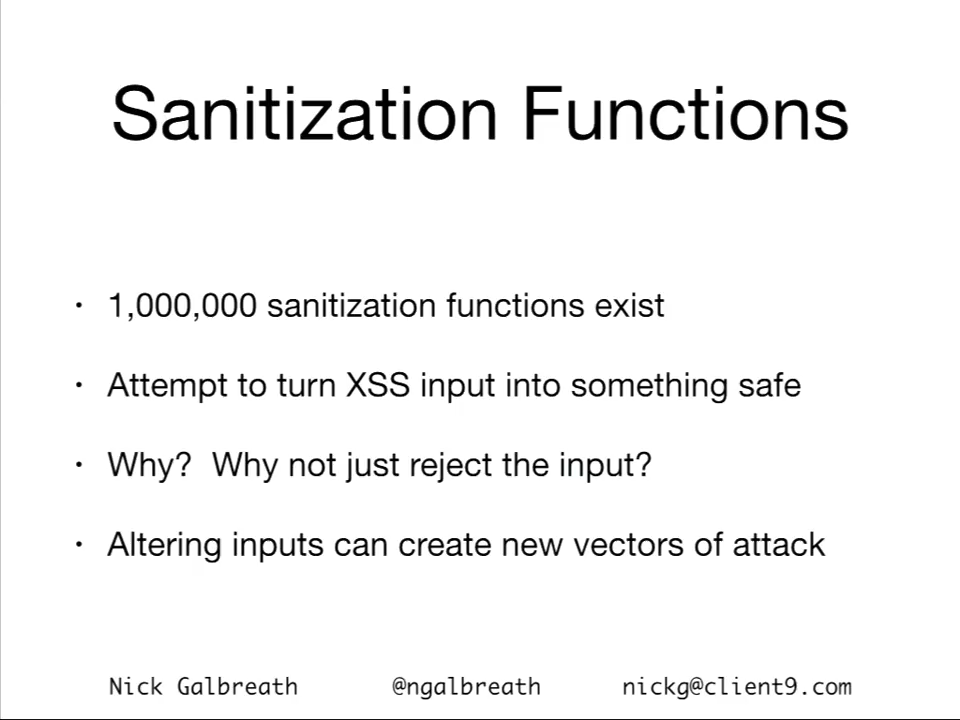 Sanitization Functions
• 1,000,000 sanitization functions exist
• Attempt to turn XSS input into something safe
• Why?  Why not just reject the input?
• Altering inputs can create new vectors of attack
Nick Galbreath @ngalbreath nickg@client9.com